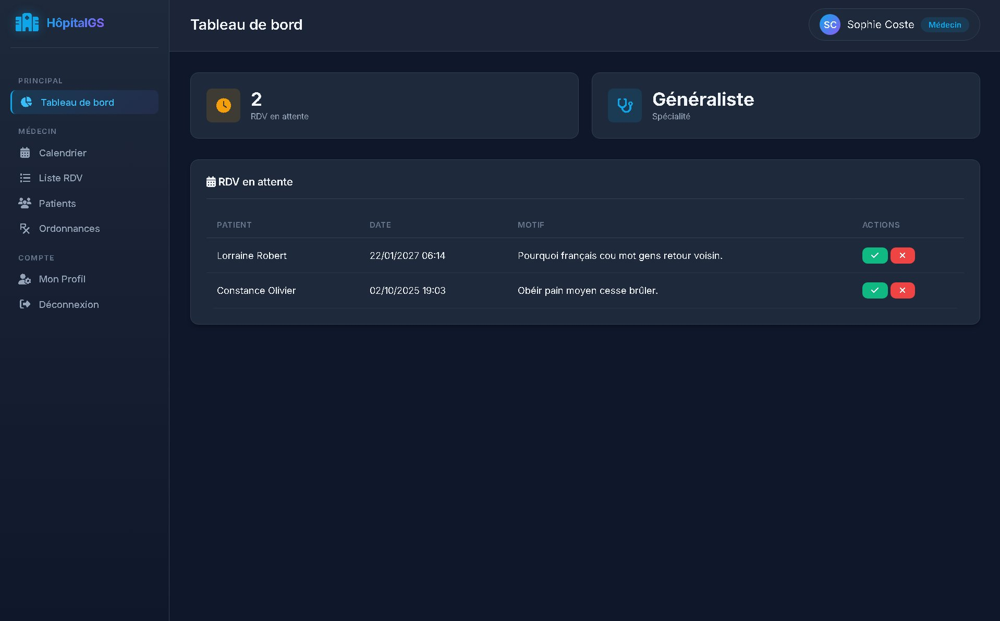 HôpitalGS
PRINCIPAL
Tableau de bord
MÉDECIN
Calendrier
Liste RDV
Patients
Ordonnances
COMPTE
Mon Profil
Déconnexion
Tableau de bord
SC Sophie Coste Médecin
2
RDV en attente
Généraliste
Spécialité
RDV en attente
PATIENT DATE MOTIF ACTIONS
Lorraine Robert 22/01/2027 06:14 Pourquoi français cou mot gens retour voisin.
Constance Olivier 02/10/2025 19:03 Obéir pain moyen cesse brûler.